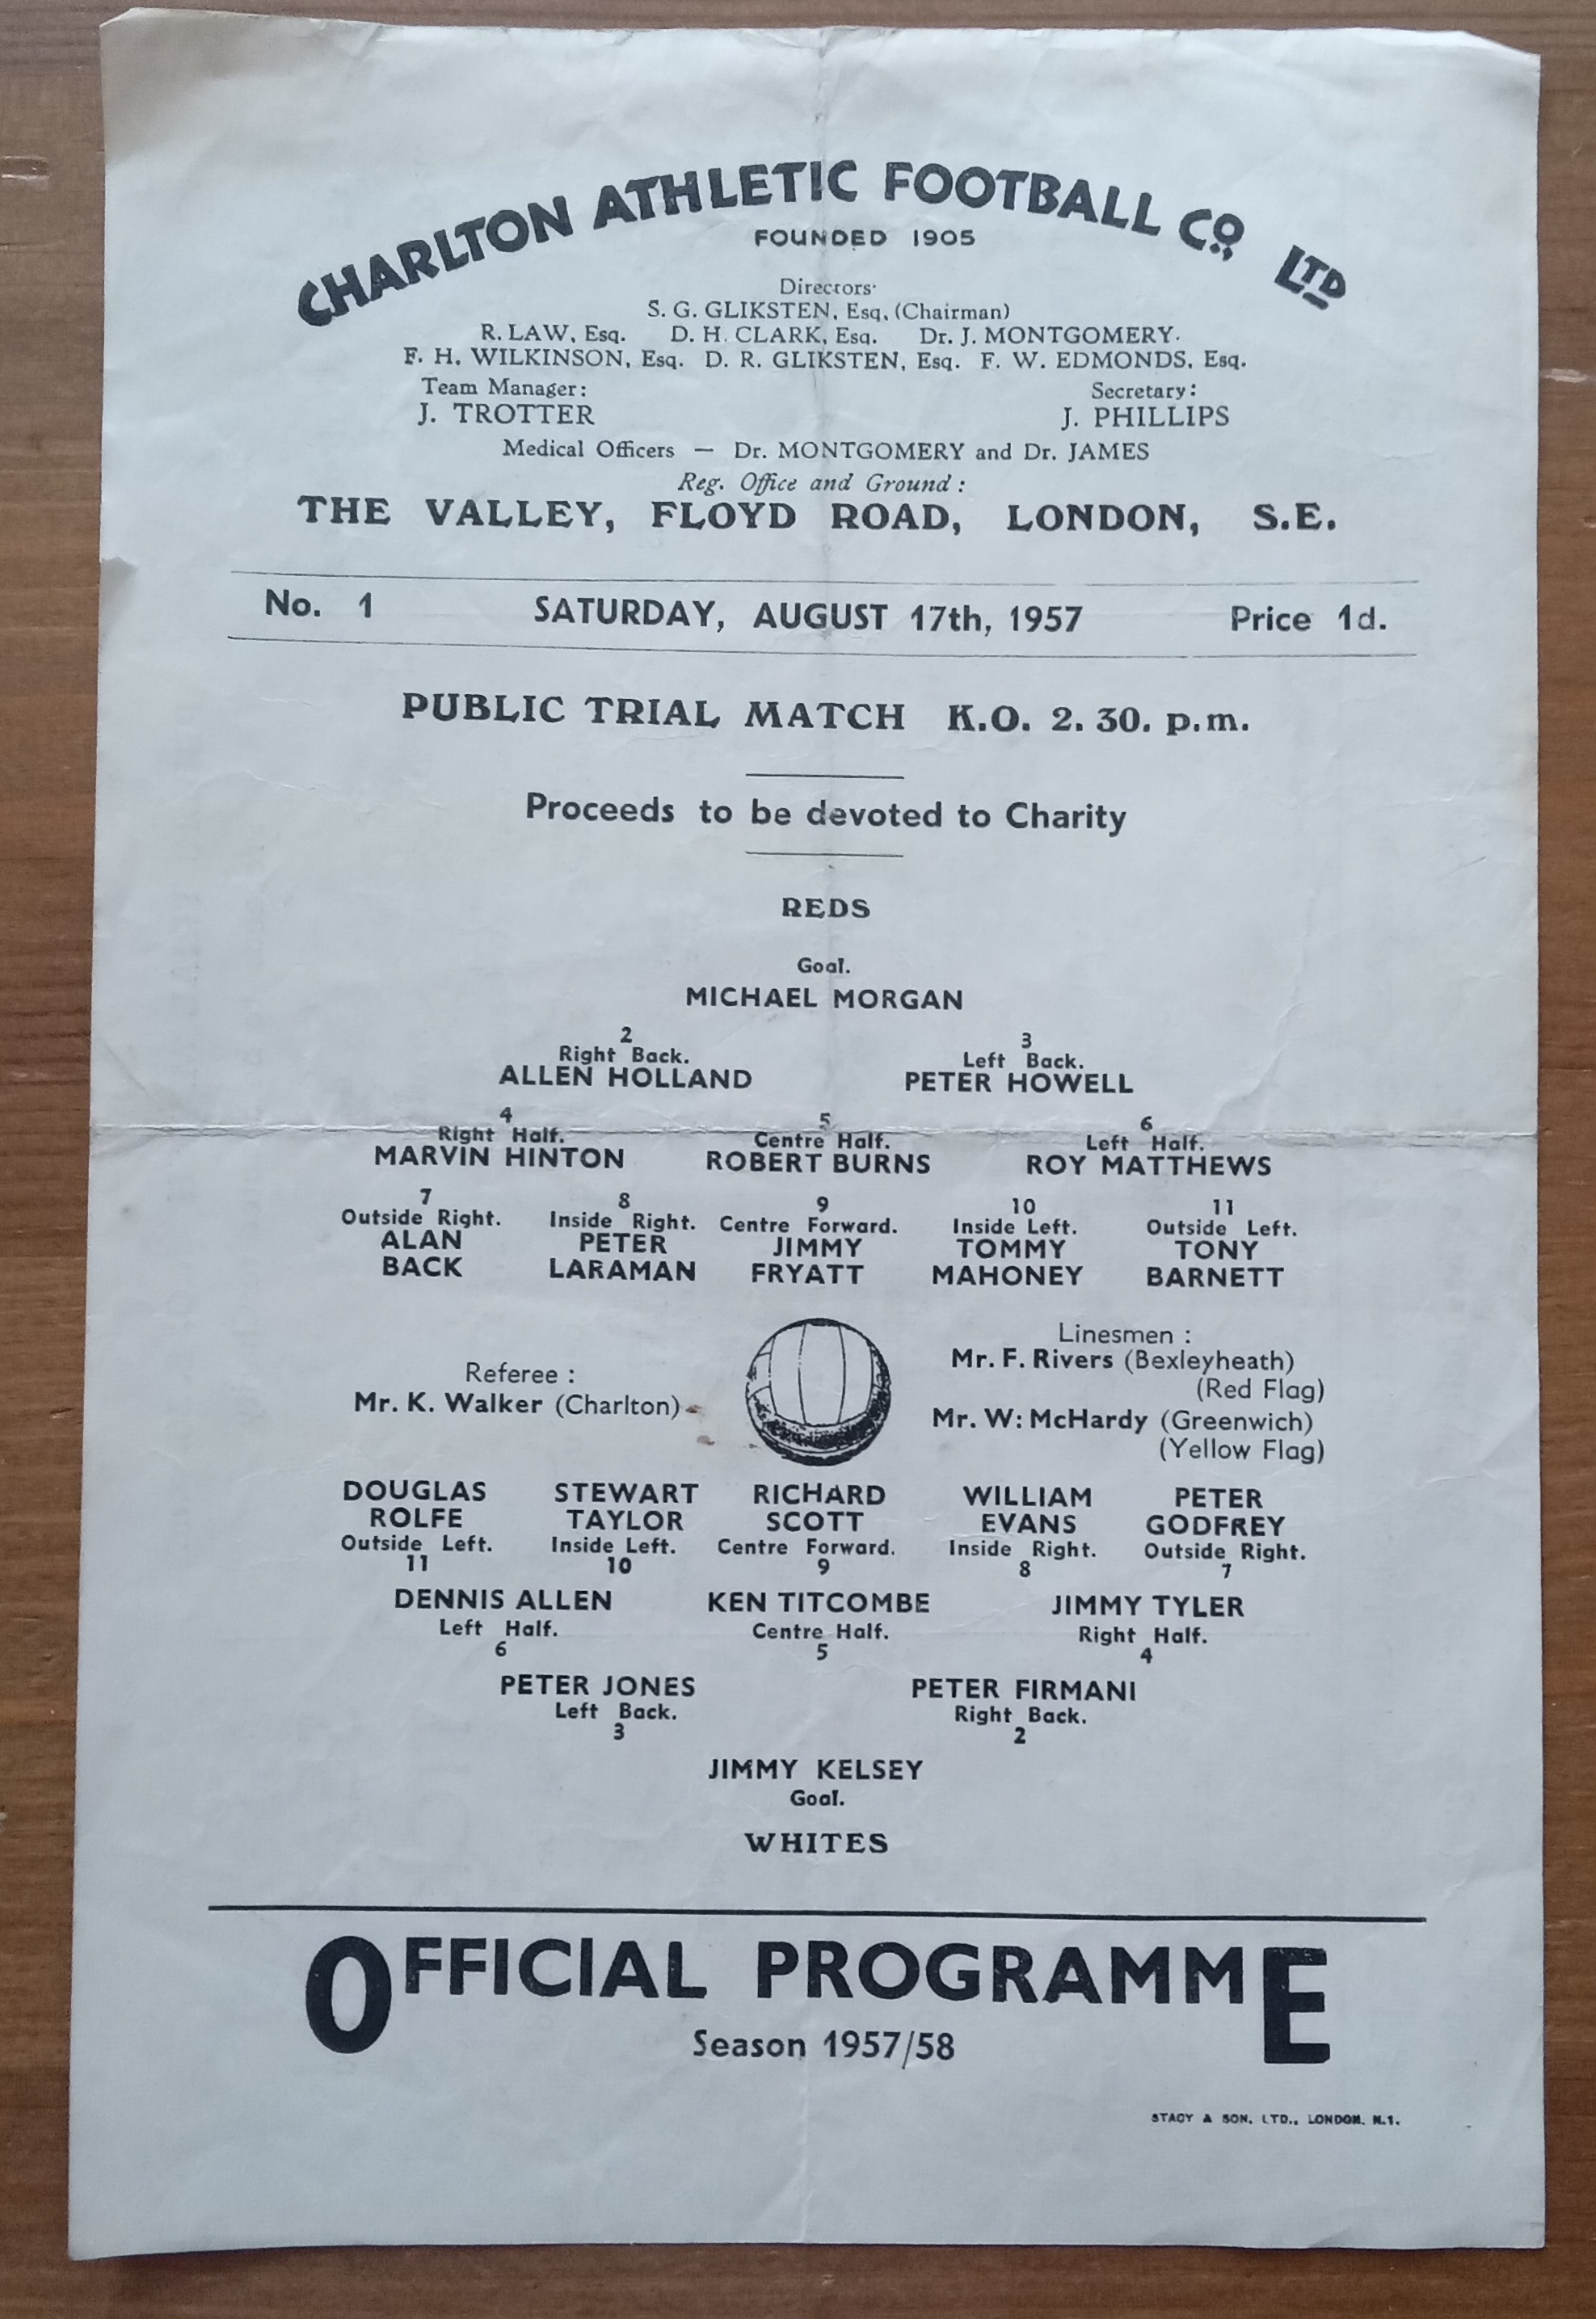 CHARLTON ATHLETIC FOOTBALL Co., LTD
FOUNDED 1905
Directors·
S. G. GLIKSTEN, Esq, (Chairman)
R. LAW, Esq. D. H. CLARK, Esq. Dr. J. MONTGOMERY.
F. H. WILKINSON, Esq. D. R. GLIKSTEN, Esq. F. W. EDMONDS, Esq.
Team Manager: Secretary:
J. TROTTER J. PHILLIPS
Medical Officers — Dr. MONTGOMERY and Dr. JAMES
Reg. Office and Ground :
THE VALLEY, FLOYD ROAD, LONDON, S.E.
No. 1 SATURDAY, AUGUST 17th, 1957 Price 1d.
PUBLIC TRIAL MATCH K.O. 2. 30. p.m.
Proceeds to be devoted to Charity
REDS
Goal.
MICHAEL MORGAN
2 3
Right Back. Left Back.
ALLEN HOLLAND PETER HOWELL
4 5 6
Right Half. Centre Half. Left Half.
MARVIN HINTON ROBERT BURNS ROY MATTHEWS
7 8 9 10 11
Outside Right. Inside Right. Centre Forward. Inside Left. Outside Left.
ALAN PETER JIMMY TOMMY TONY
BACK LARAMAN FRYATT MAHONEY BARNETT
Linesmen :
Mr. F. Rivers (Bexleyheath)
Referee : (Red Flag)
Mr. K. Walker (Charlton) Mr. W: McHardy (Greenwich)
(Yellow Flag)
DOUGLAS STEWART RICHARD WILLIAM PETER
ROLFE TAYLOR SCOTT EVANS GODFREY
Outside Left. Inside Left. Centre Forward. Inside Right. Outside Right.
11 10 9 8 7
DENNIS ALLEN KEN TITCOMBE JIMMY TYLER
Left Half. Centre Half. Right Half.
6 5 4
PETER JONES PETER FIRMANI
Left Back. Right Back.
3 2
JIMMY KELSEY
Goal.
WHITES
OFFICIAL PROGRAMME
Season 1957/58
STACY & SON, LTD., LONDON, N.1.